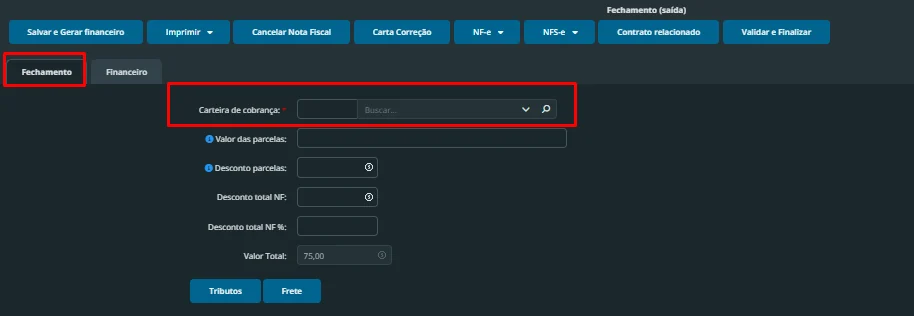 Fechamento (saída)
Salvar e Gerar financeiro Imprimir Cancelar Nota Fiscal Carta Correção NF-e NFS-e Contrato relacionado Validar e Finalizar
Fechamento Financeiro
Carteira de cobrança: * Buscar...
Valor das parcelas:
Desconto parcelas:
Desconto total NF:
Desconto total NF %:
Valor Total: 75,00
Tributos Frete